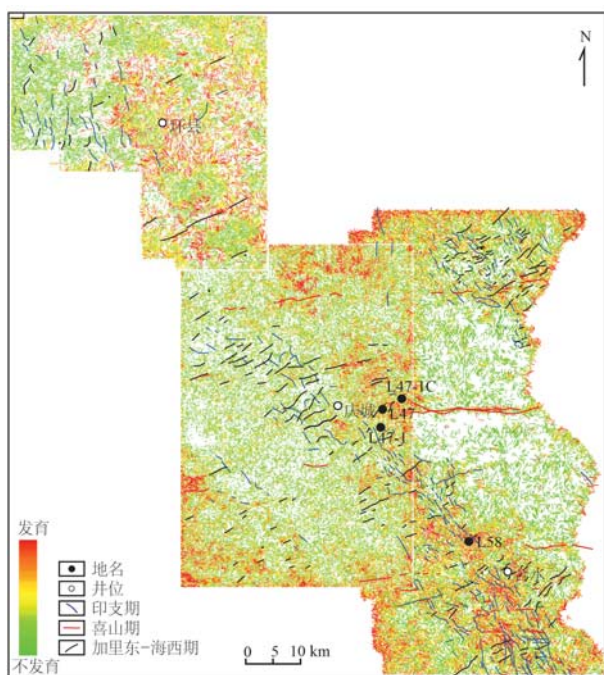 N
环县
L47-1C
庆城
L47
L47-J
L58
发育
不发育
地名
井位
印支期
喜山期
加里东-海西期
0 5 10 km